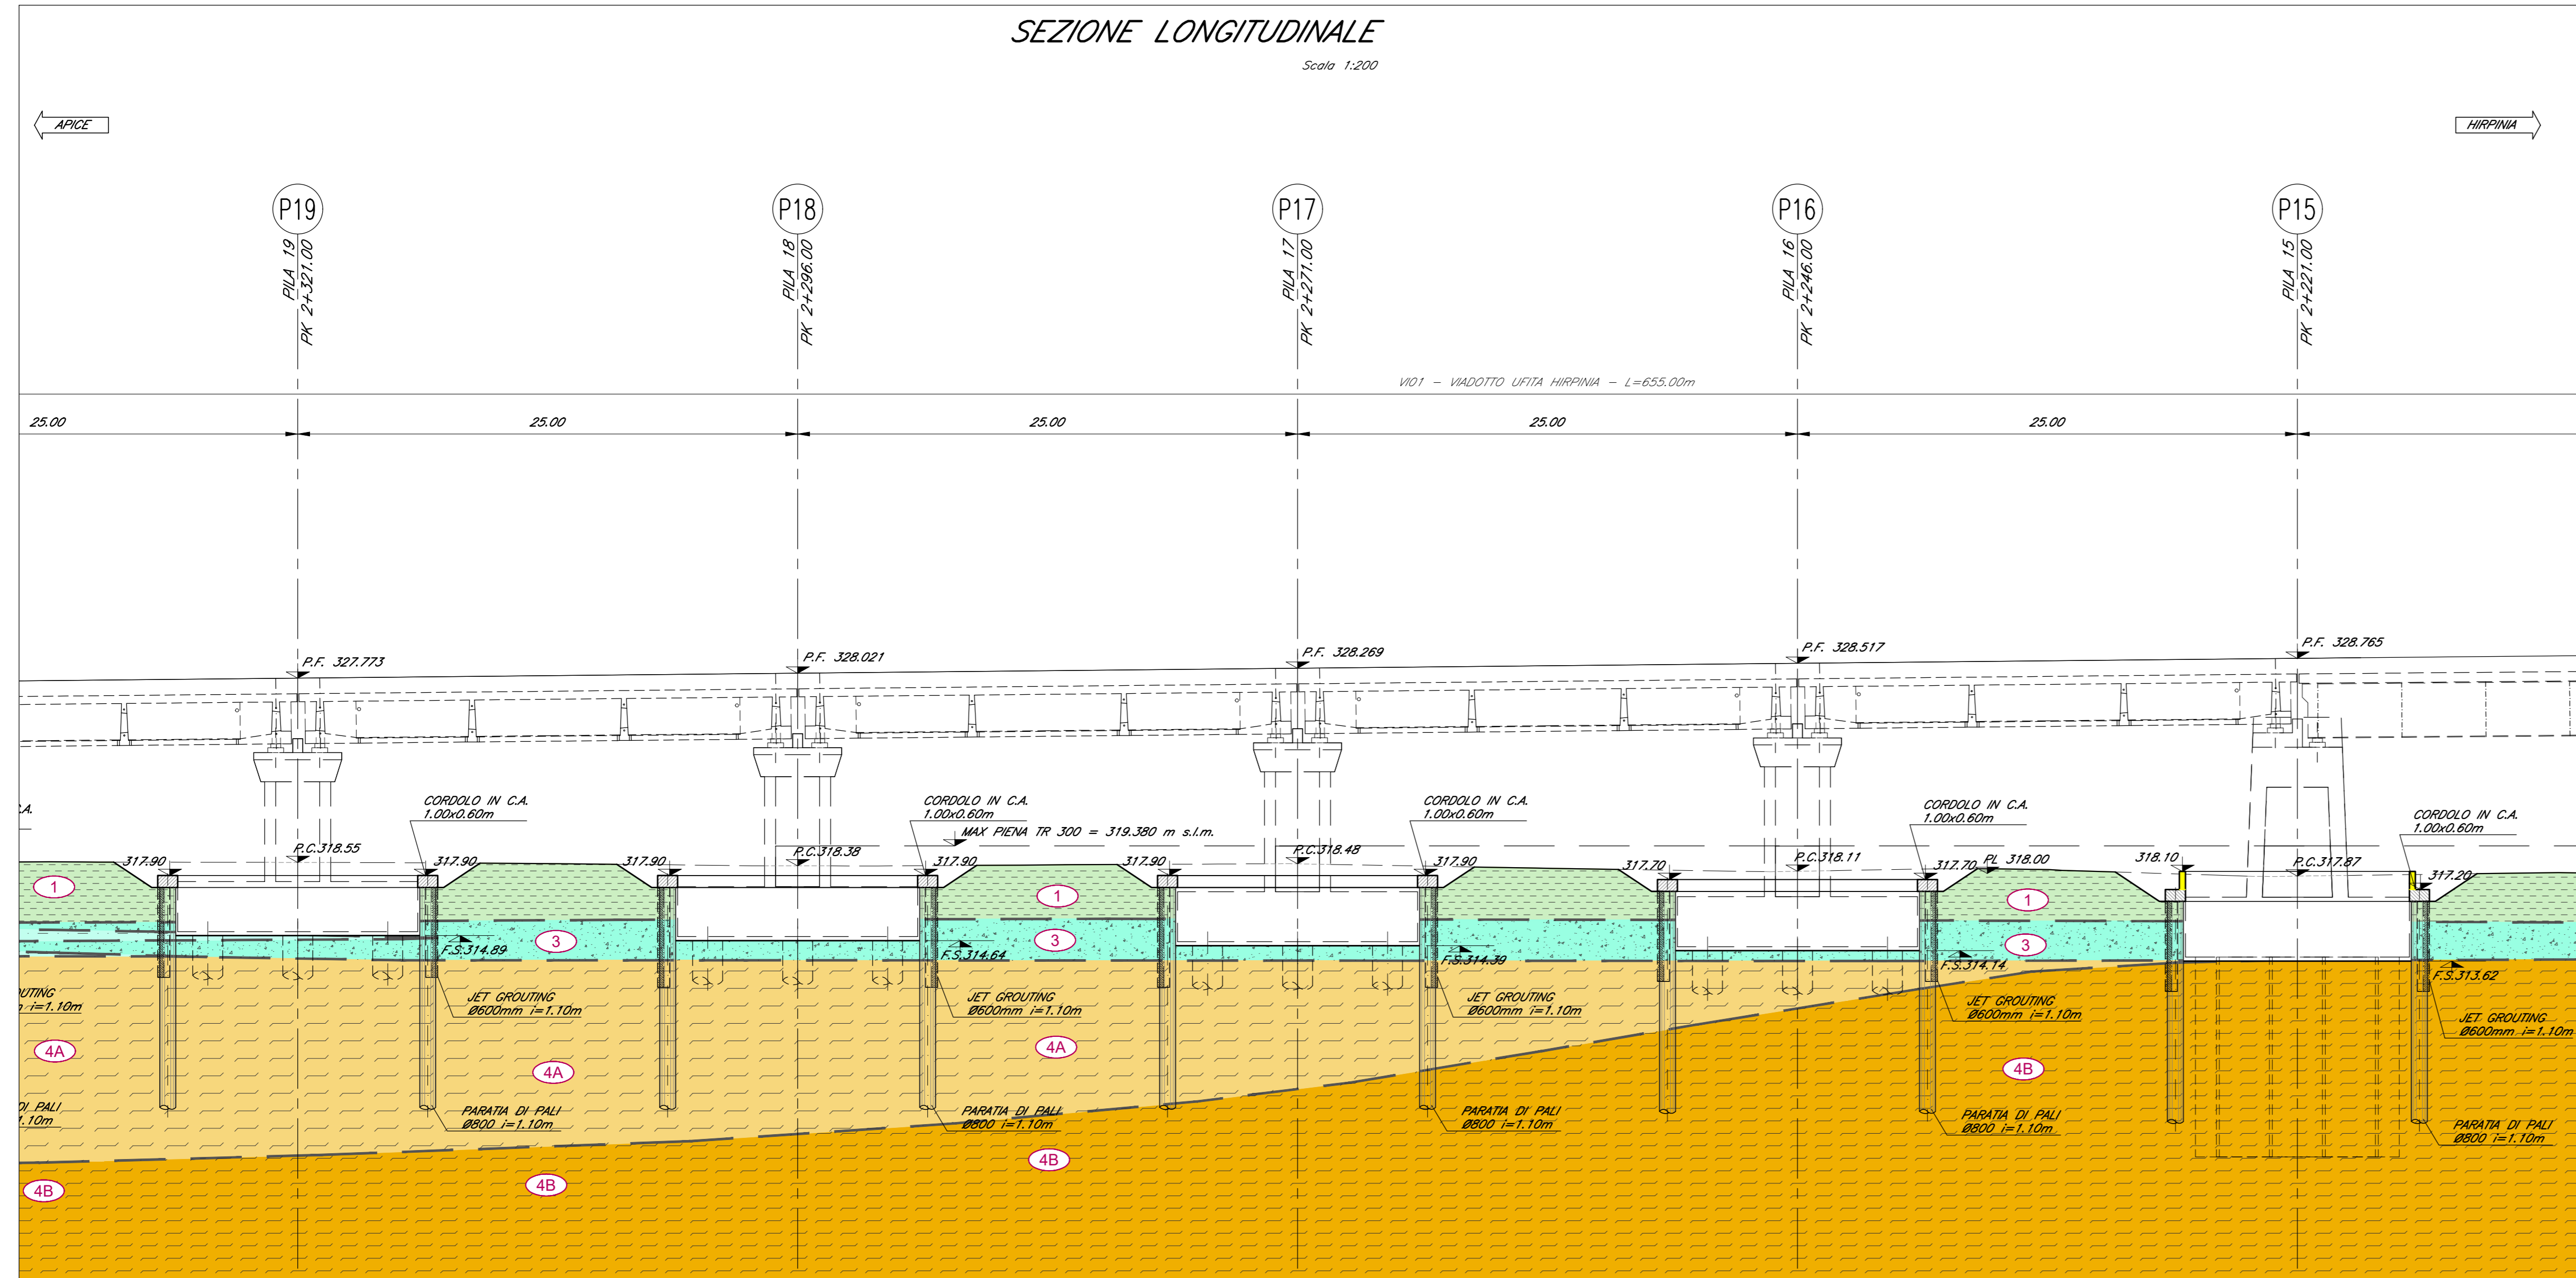 SEZIONE LONGITUDINALE
Scala 1:200
APICE
HIRPINIA
P19
P18
P17
P16
P15
PILA 19
PK 2+321.00
PILA 18
PK 2+296.00
PILA 17
PK 2+271.00
PILA 16
PK 2+246.00
PILA 15
PK 2+221.00
VI01 - VIADOTTO UFITA HIRPINIA - L=655.00m
25.00
25.00
25.00
25.00
25.00
P.F. 327.773
P.F. 328.021
P.F. 328.269
P.F. 328.517
P.F. 328.765
C.A.
CORDOLO IN C.A.
1.00x0.60m
CORDOLO IN C.A.
1.00x0.60m
CORDOLO IN C.A.
1.00x0.60m
CORDOLO IN C.A.
1.00x0.60m
CORDOLO IN C.A.
1.00x0.60m
MAX PIENA TR 300 = 319.380 m s.l.m.
317.90
P.C.318.55
317.90
317.90
P.C.318.38
317.90
317.90
P.C.318.48
317.90
317.70
P.C.318.11
317.70
PL 318.00
318.10
P.C.317.87
317.20
1
1
1
3
3
3
F.S.314.89
F.S.314.64
F.S.314.39
F.S.314.14
F.S.313.62
OUTING
i=1.10m
JET GROUTING
Ø600mm i=1.10m
JET GROUTING
Ø600mm i=1.10m
JET GROUTING
Ø600mm i=1.10m
JET GROUTING
Ø600mm i=1.10m
JET GROUTING
Ø600mm i=1.10m
4A
4A
4A
4B
DI PALI
1.10m
PARATIA DI PALI
Ø800 i=1.10m
PARATIA DI PALI
Ø800 i=1.10m
PARATIA DI PALI
Ø800 i=1.10m
PARATIA DI PALI
Ø800 i=1.10m
PARATIA DI PALI
Ø800 i=1.10m
4B
4B
4B